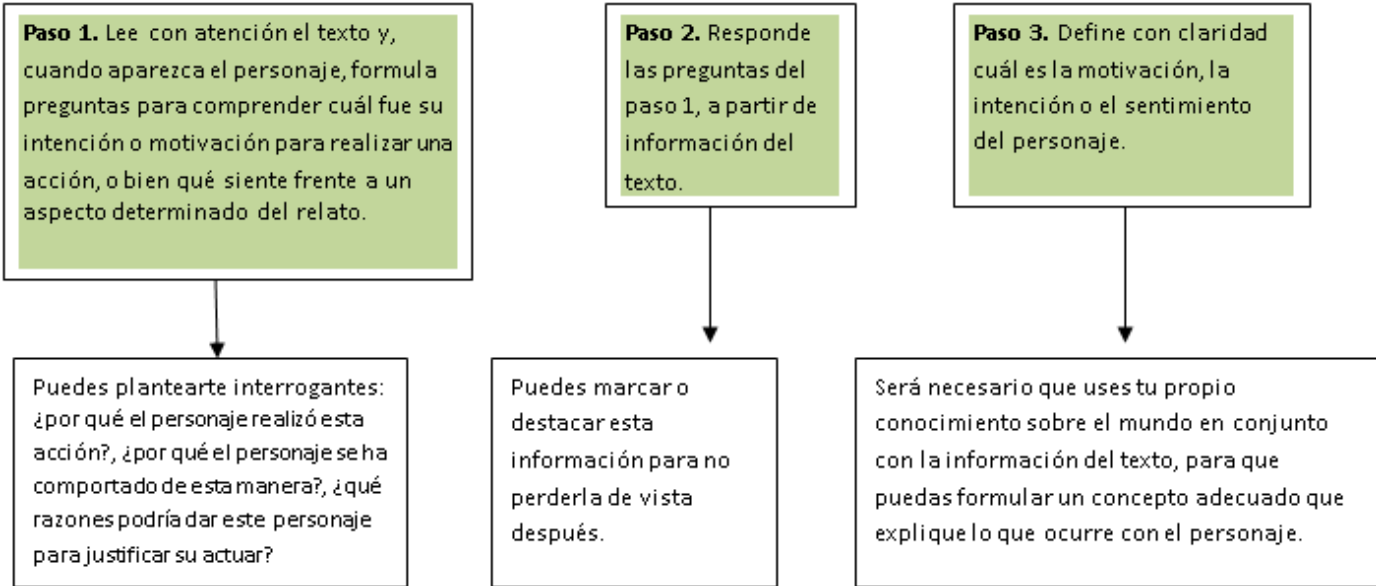 Paso 1. Lee con atención el texto y,
cuando aparezca el personaje, formula
preguntas para comprender cuál fue su
intención o motivación para realizar una
acción, o bien qué siente frente a un
aspecto determinado del relato.
Paso 2. Responde
las preguntas del
paso 1, a partir de
información del
texto.
Paso 3. Define con claridad
cuál es la motivación, la
intención o el sentimiento
del personaje.
Puedes plantearte interrogantes:
¿por qué el personaje realizó esta
acción?, ¿por qué el personaje se ha
comportado de esta manera?, ¿qué
razones podría dar este personaje
para justificar su actuar?
Puedes marcar o
destacar esta
información para no
perderla de vista
después.
Será necesario que uses tu propio
conocimiento sobre el mundo en conjunto
con la información del texto, para que
puedas formular un concepto adecuado que
explique lo que ocurre con el personaje.